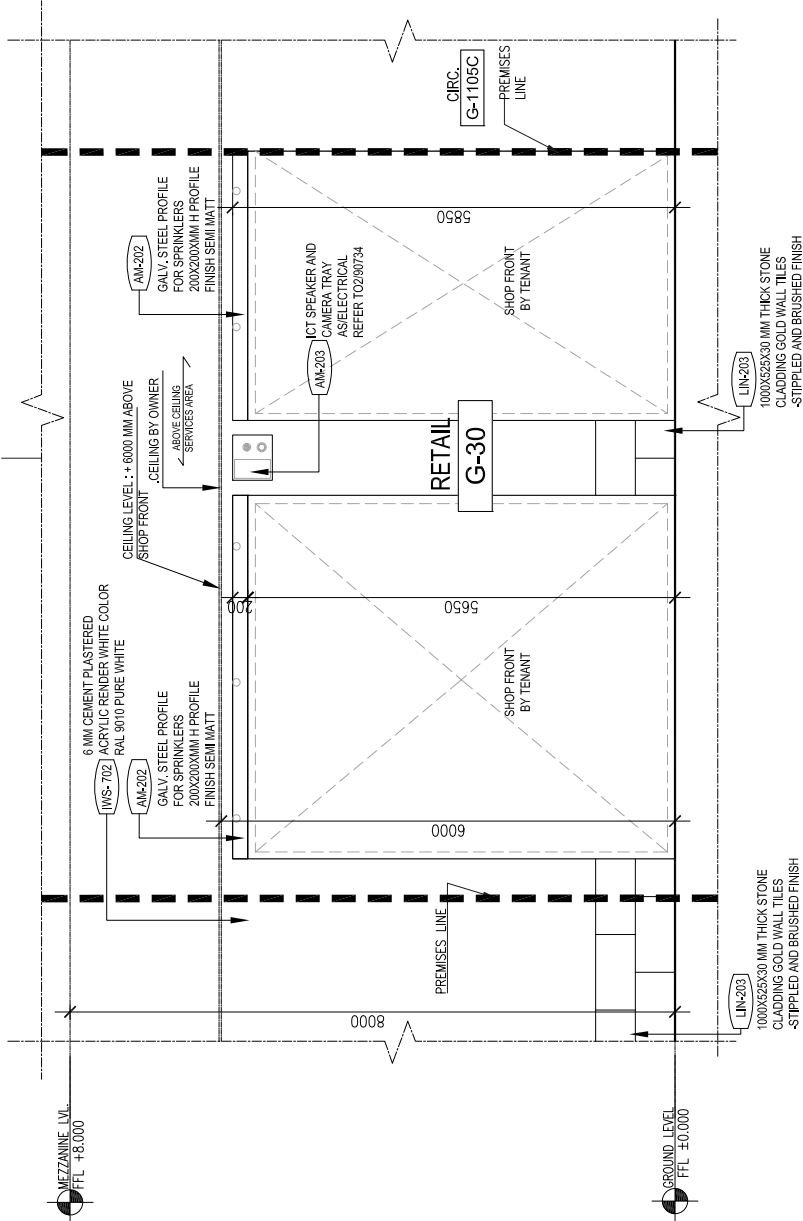 MEZZANINE LVL.
FFL +8.000
GROUND LEVEL
FFL ±0.000
8000
6 MM CEMENT PLASTERED
ACRYLIC RENDER WHITE COLOR
RAL 9010 PURE WHITE
IWS-702
AM-202
GALV. STEEL PROFILE
FOR SPRINKLERS
200X200XMM H PROFILE
FINISH SEMI MATT
CEILING LEVEL : + 6000 MM ABOVE
SHOP FRONT
.CEILING BY OWNER
ABOVE CEILING
SERVICES AREA
AM-202
GALV. STEEL PROFILE
FOR SPRINKLERS
200X200XMM H PROFILE
FINISH SEMI MATT
AM-203
ICT SPEAKER AND
CAMERA TRAY
AS/ELECTRICAL
REFER TO2/90734
CIRC.
G-1105C
PREMISES
LINE
PREMISES LINE
6000
200
5650
5850
RETAIL
G-30
SHOP FRONT
BY TENANT
SHOP FRONT
BY TENANT
LIN-203
1000X525X30 MM THICK STONE
CLADDING GOLD WALL TILES
-STIPPLED AND BRUSHED FINISH
LIN-203
1000X525X30 MM THICK STONE
CLADDING GOLD WALL TILES
-STIPPLED AND BRUSHED FINISH